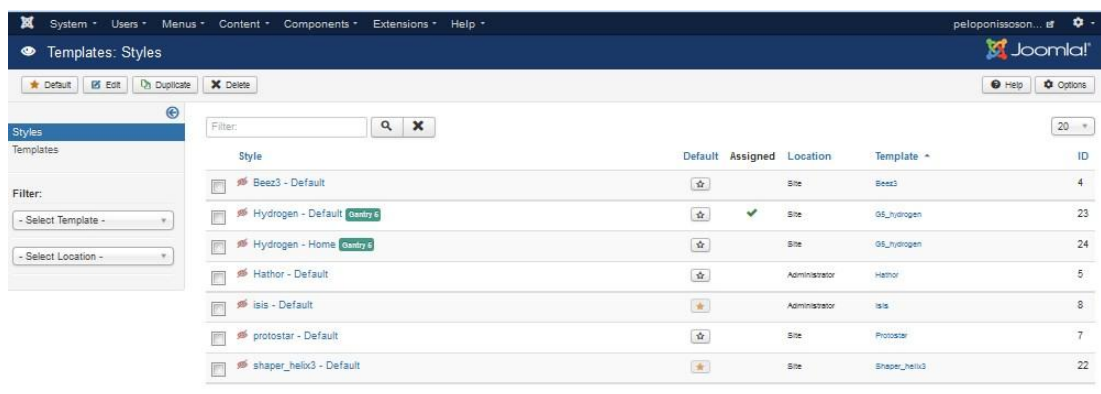 System Users Menus Content Components Extensions Help peloponissoson...
Templates: Styles Joomla!
Default Edit Duplicate Delete Help Options
Styles
Templates
Filter:
- Select Template -
- Select Location -
Filter: 20
Style Default Assigned Location Template ID
Beez3 - Default Site Beez3 4
Hydrogen - Default Gantry 5 Site G5_hydrogen 23
Hydrogen - Home Gantry 5 Site G5_hydrogen 24
Hathor - Default Administrator Hathor 5
isis - Default Administrator Isis 8
protostar - Default Site Protostar 7
shaper_helix3 - Default Site Shaper_helix3 22